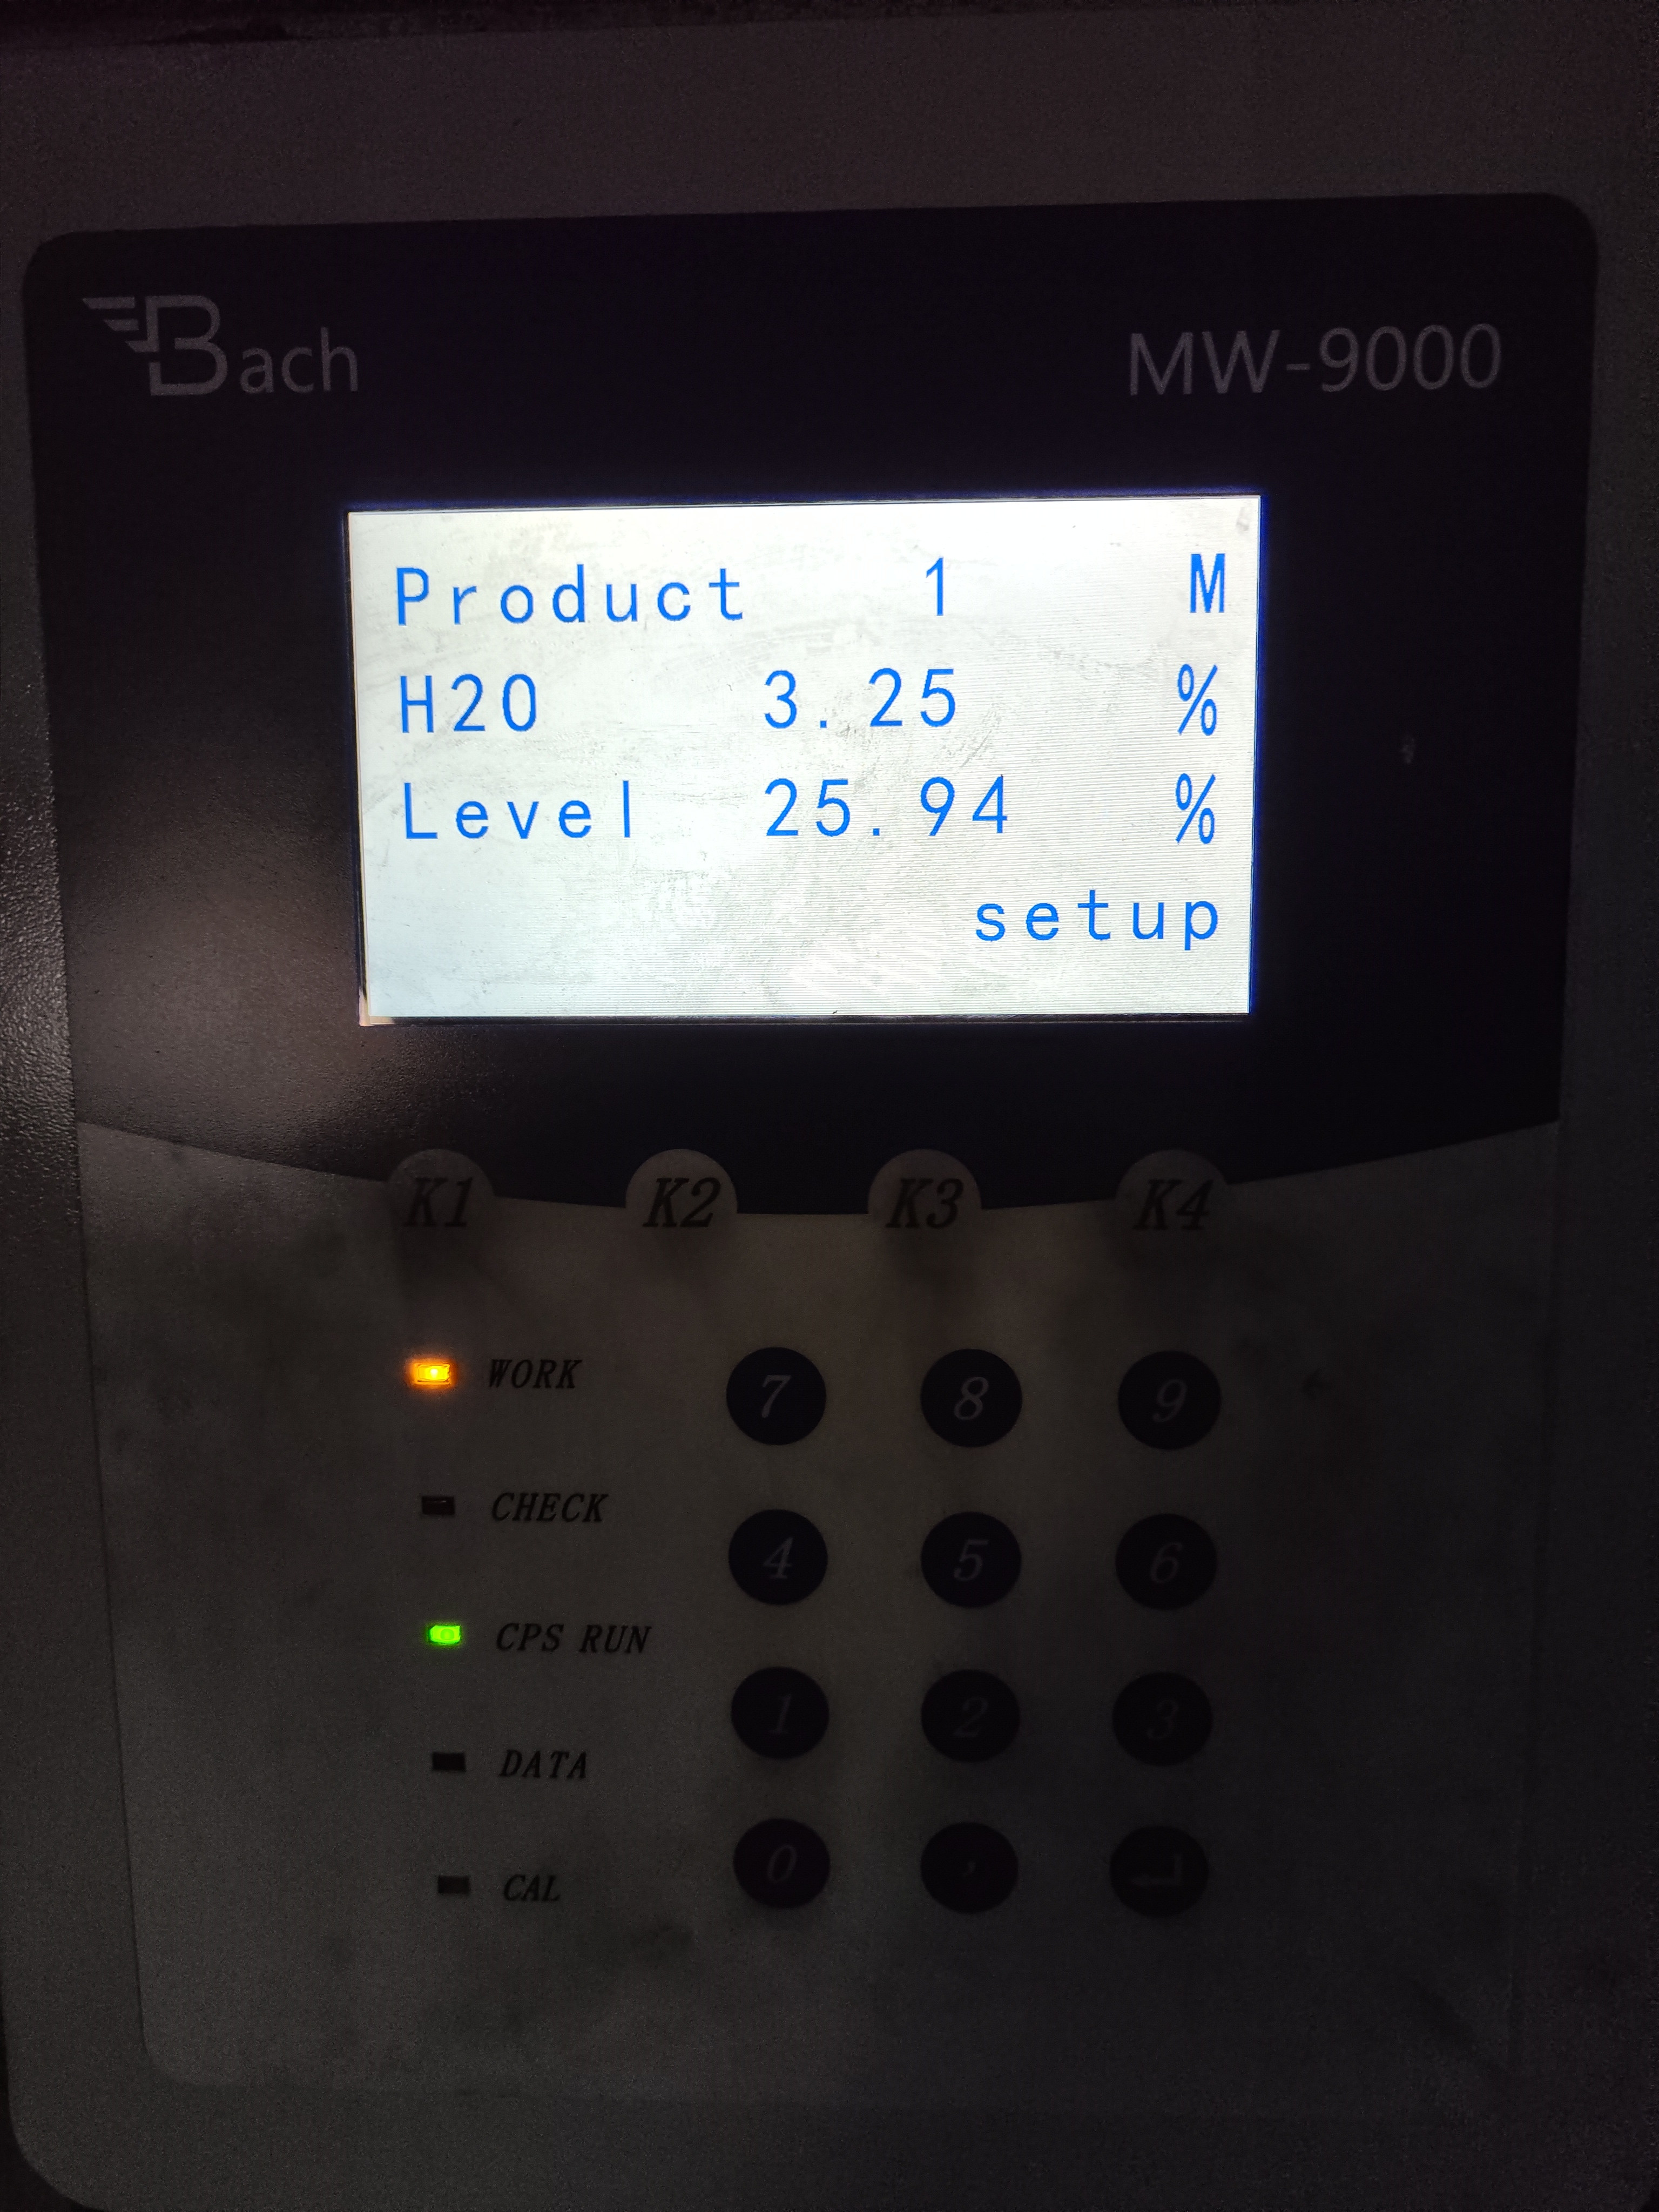 Bach MW-9000
Product 1 M
H2O 3.25 %
Level 25.94 %
setup
K1 K2 K3 K4
WORK 7 8 9
CHECK
4 5 6
CPS RUN
1 2 3
DATA
0 , ↵
CAL